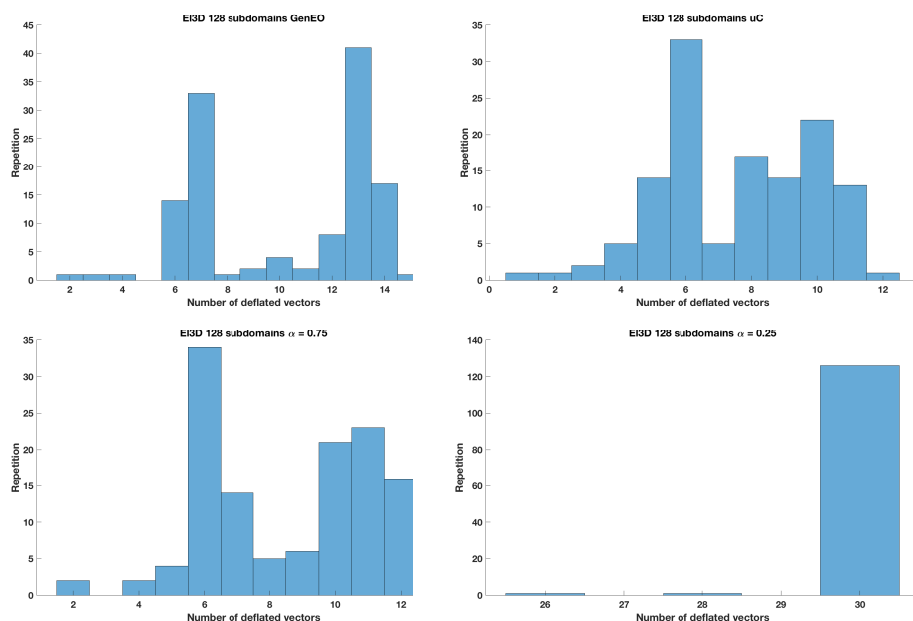 El3D 128 subdomains GenEO
45
40
35
30
25
20
15
10
5
0
Repetition
2 4 6 8 10 12 14
Number of deflated vectors
El3D 128 subdomains uC
35
30
25
20
15
10
5
0
Repetition
0 2 4 6 8 10 12
Number of deflated vectors
El3D 128 subdomains α = 0.75
35
30
25
20
15
10
5
0
Repetition
2 4 6 8 10 12
Number of deflated vectors
El3D 128 subdomains α = 0.25
140
120
100
80
60
40
20
0
Repetition
26 27 28 29 30
Number of deflated vectors